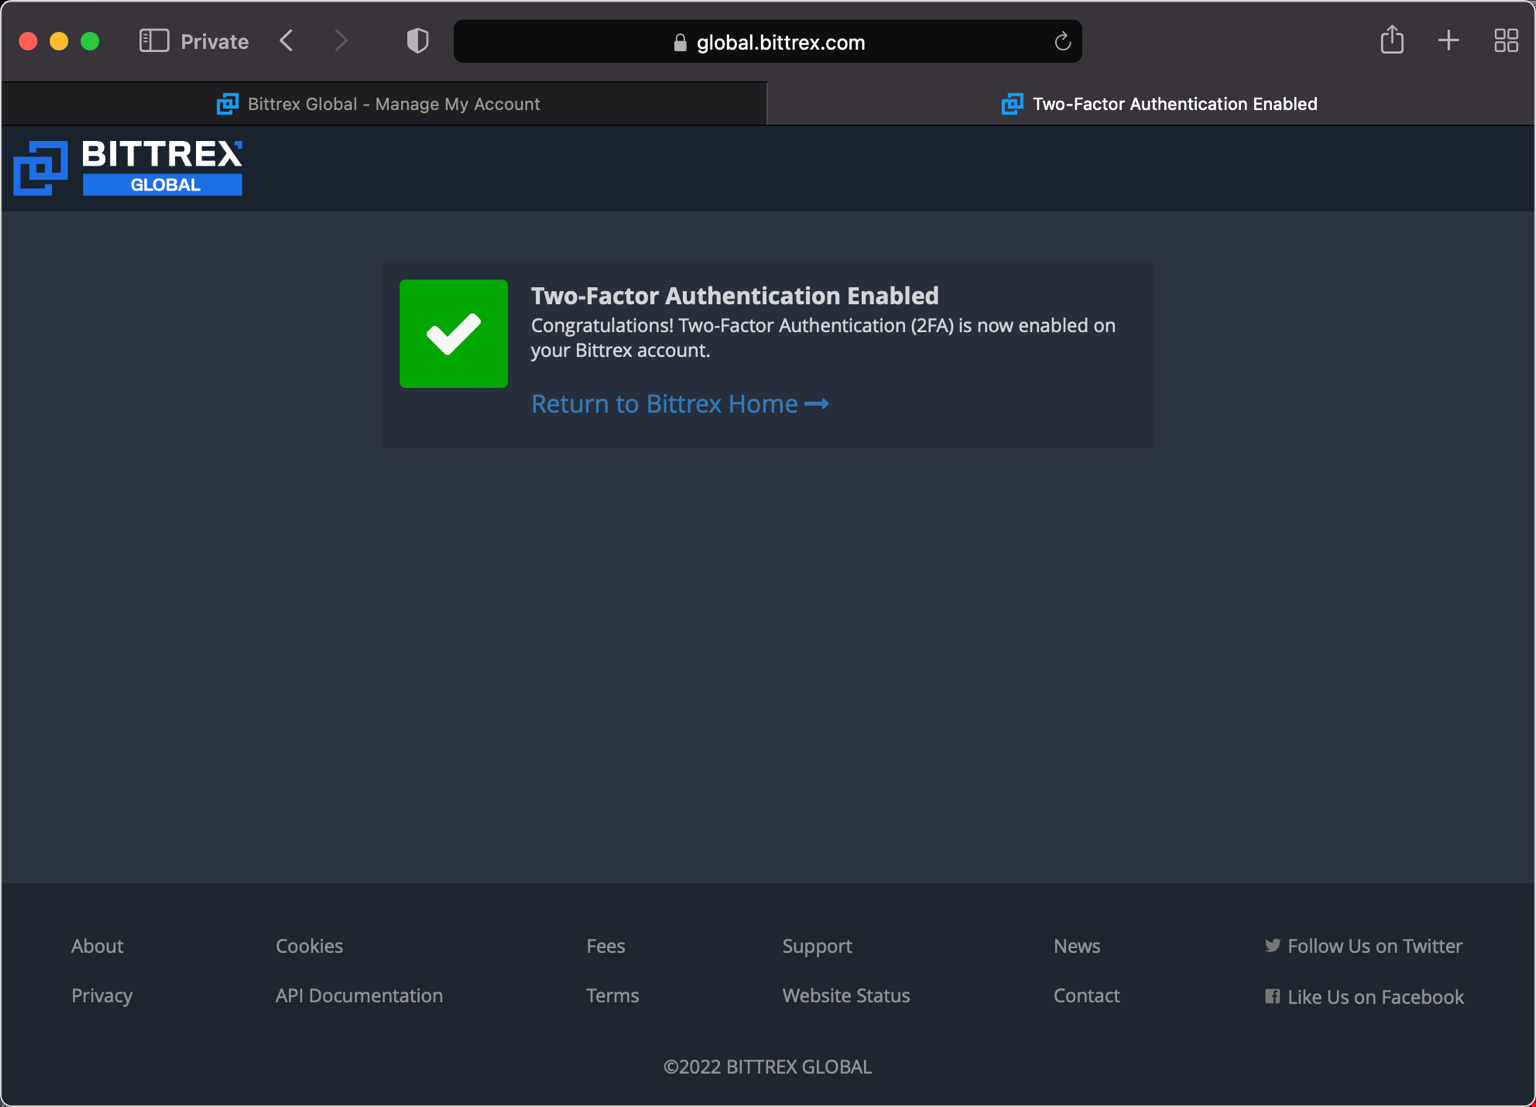 Private
global.bittrex.com
Bittrex Global - Manage My Account
Two-Factor Authentication Enabled
BITTREX
GLOBAL
Two-Factor Authentication Enabled
Congratulations! Two-Factor Authentication (2FA) is now enabled on
your Bittrex account.
Return to Bittrex Home
About Cookies Fees Support News Follow Us on Twitter
Privacy API Documentation Terms Website Status Contact Like Us on Facebook
©2022 BITTREX GLOBAL